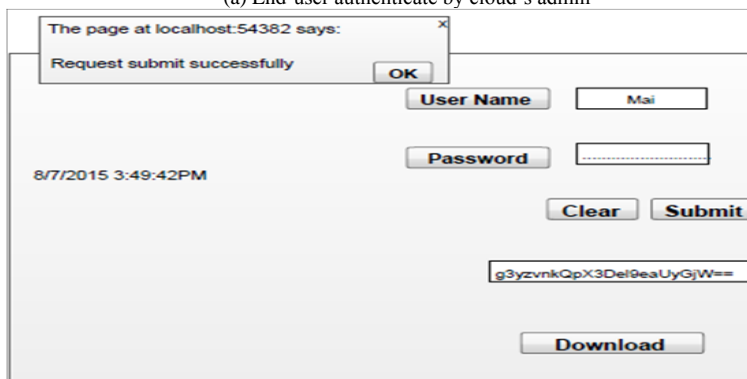 (a) End-user authenticate by cloud's admin
The page at localhost:54382 says:
x
Request submit successfully
OK
User Name
Mai
Password
8/7/2015 3:49:42PM
Clear
Submit
g3yzvnkQpX3Del9eaUyGjW==
Download